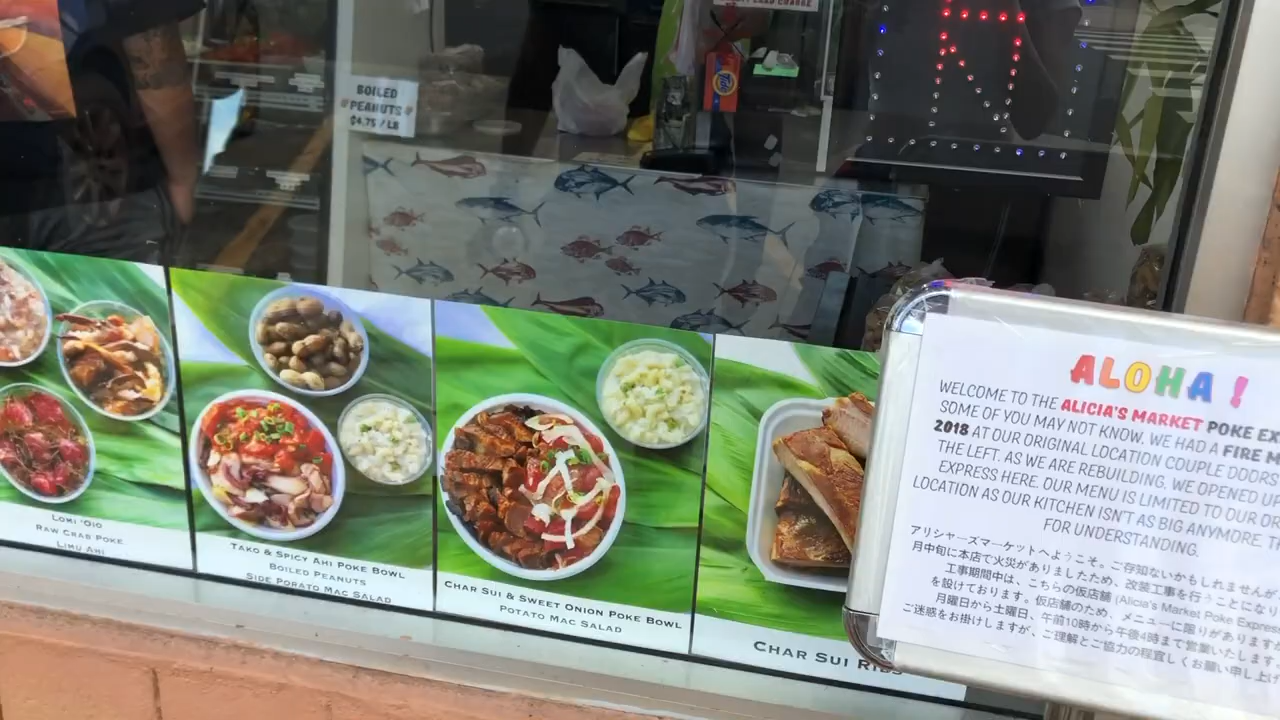 BOILED
PEANUTS
$4.75 / LB
Tide
LOMI 'O'IO
RAW CRAB POKE
LIMU AHI
TAKO & SPICY AHI POKE BOWL
BOILED PEANUTS
SIDE PORATO MAC SALAD
CHAR SUI & SWEET ONION POKE BOWL
POTATO MAC SALAD
CHAR SUI RIBS
ALOHA !
WELCOME TO THE ALICIA'S MARKET POKE EX
SOME OF YOU MAY NOT KNOW. WE HAD A FIRE
2018 AT OUR ORIGINAL LOCATION COUPLE DOORS
THE LEFT. AS WE ARE REBUILDING, WE OPENED UP
EXPRESS HERE. OUR MENU IS LIMITED TO OUR
LOCATION AS OUR KITCHEN ISN'T AS BIG ANYMORE.
FOR UNDERSTANDING.
アリシャーズマーケットへようこそ。ご存知ないかもしれませんが
月中旬に本店で火災がありましたため、改装工事を行うことになり
工事期間中は、こちらの仮店舗 (Alicia's Market Poke Express
を設けております。仮店舗のため、メニューに限りがあります
月曜日から土曜日、午前10時から午後4時まで営業いたします
ご迷惑をお掛けしますが、ご理解とご協力の程宜しくお願い申し上げ